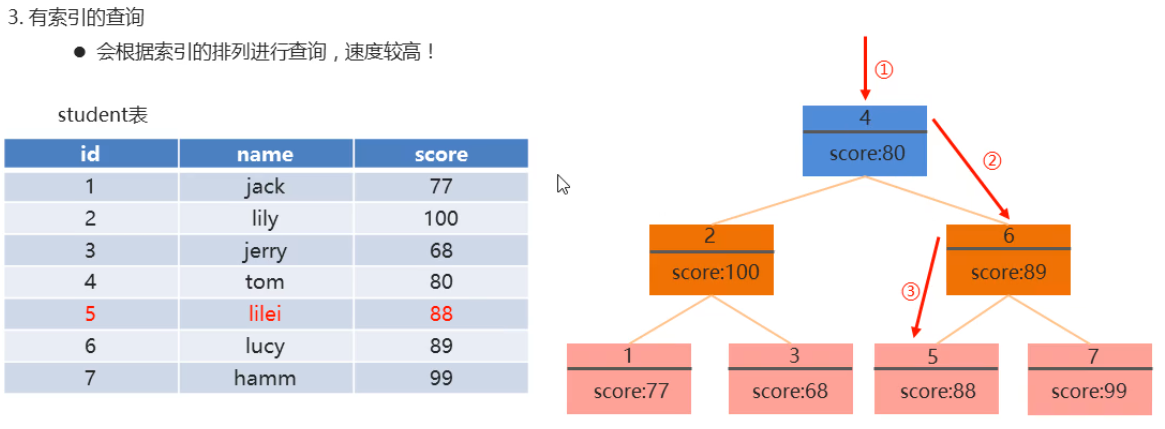 3. 有索引的查询
● 会根据索引的排列进行查询，速度较高！
student表
id name score
1 jack 77
2 lily 100
3 jerry 68
4 tom 80
5 lilei 88
6 lucy 89
7 hamm 99
①
4
score:80
②
2
score:100
6
score:89
③
1
score:77
3
score:68
5
score:88
7
score:99